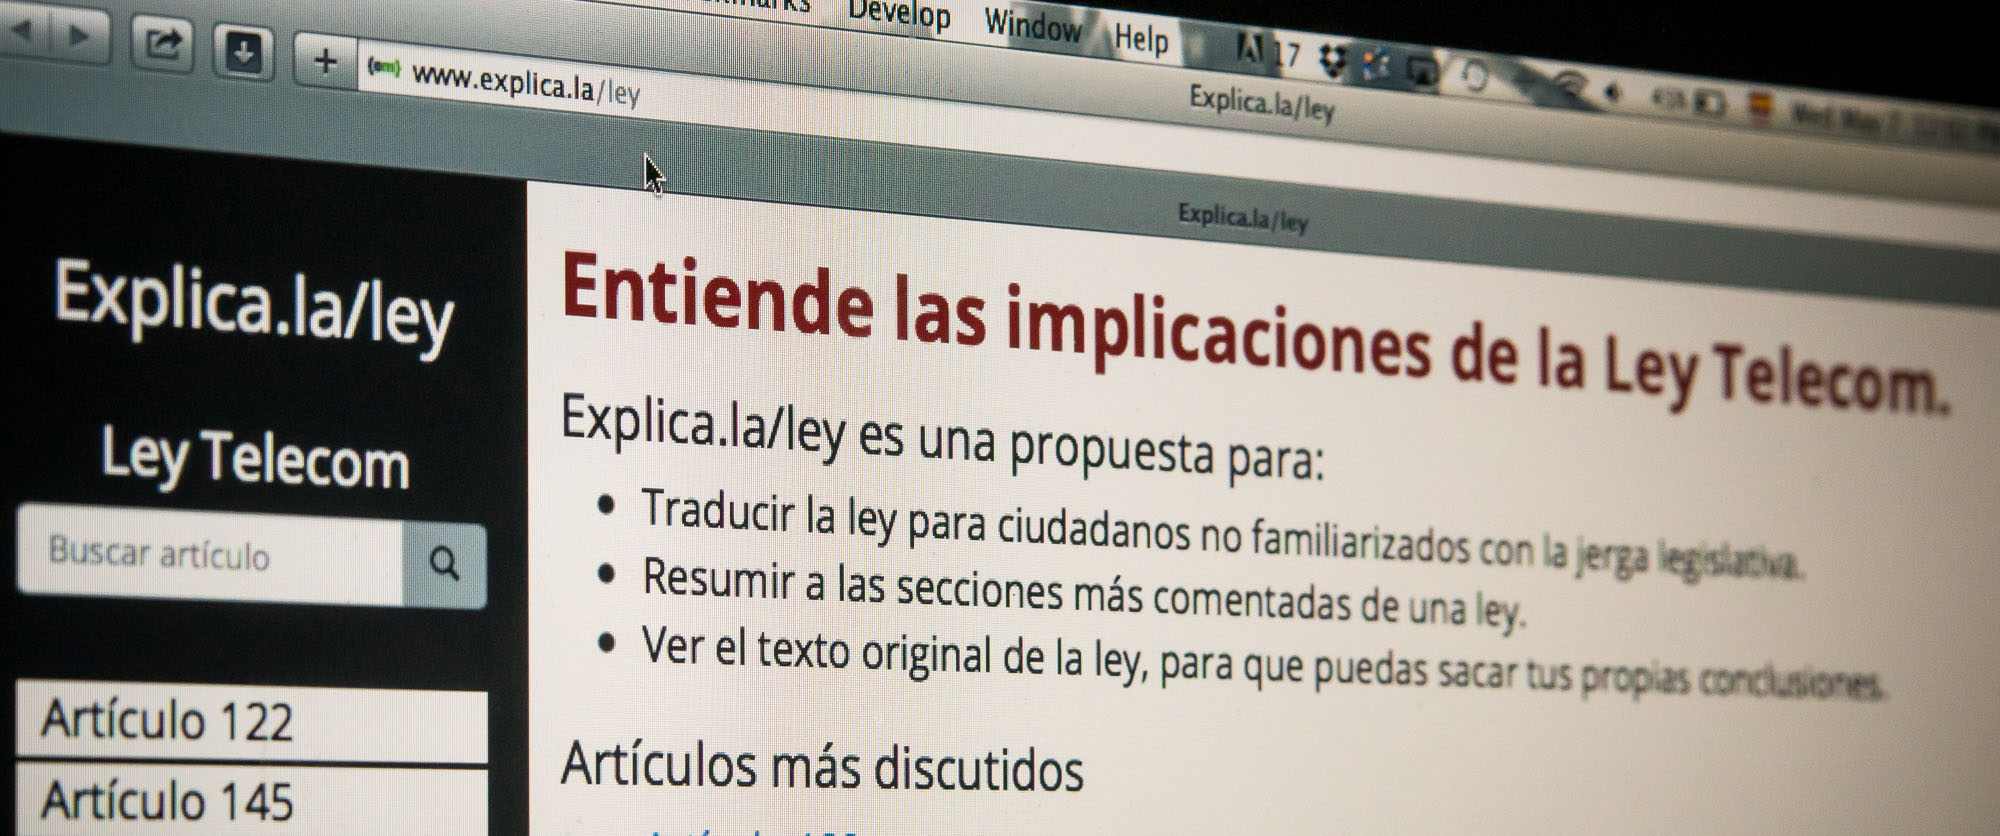 Develop Window Help 17
www.explica.la/ley
Explica.la/ley
Explica.la/ley
Explica.la/ley
Ley Telecom
Buscar artículo
Artículo 122
Artículo 145
Entiende las implicaciones de la Ley Telecom.
Explica.la/ley es una propuesta para:
• Traducir la ley para ciudadanos no familiarizados con la jerga legislativa.
• Resumir a las secciones más comentadas de una ley.
• Ver el texto original de la ley, para que puedas sacar tus propias conclusiones.
Artículos más discutidos